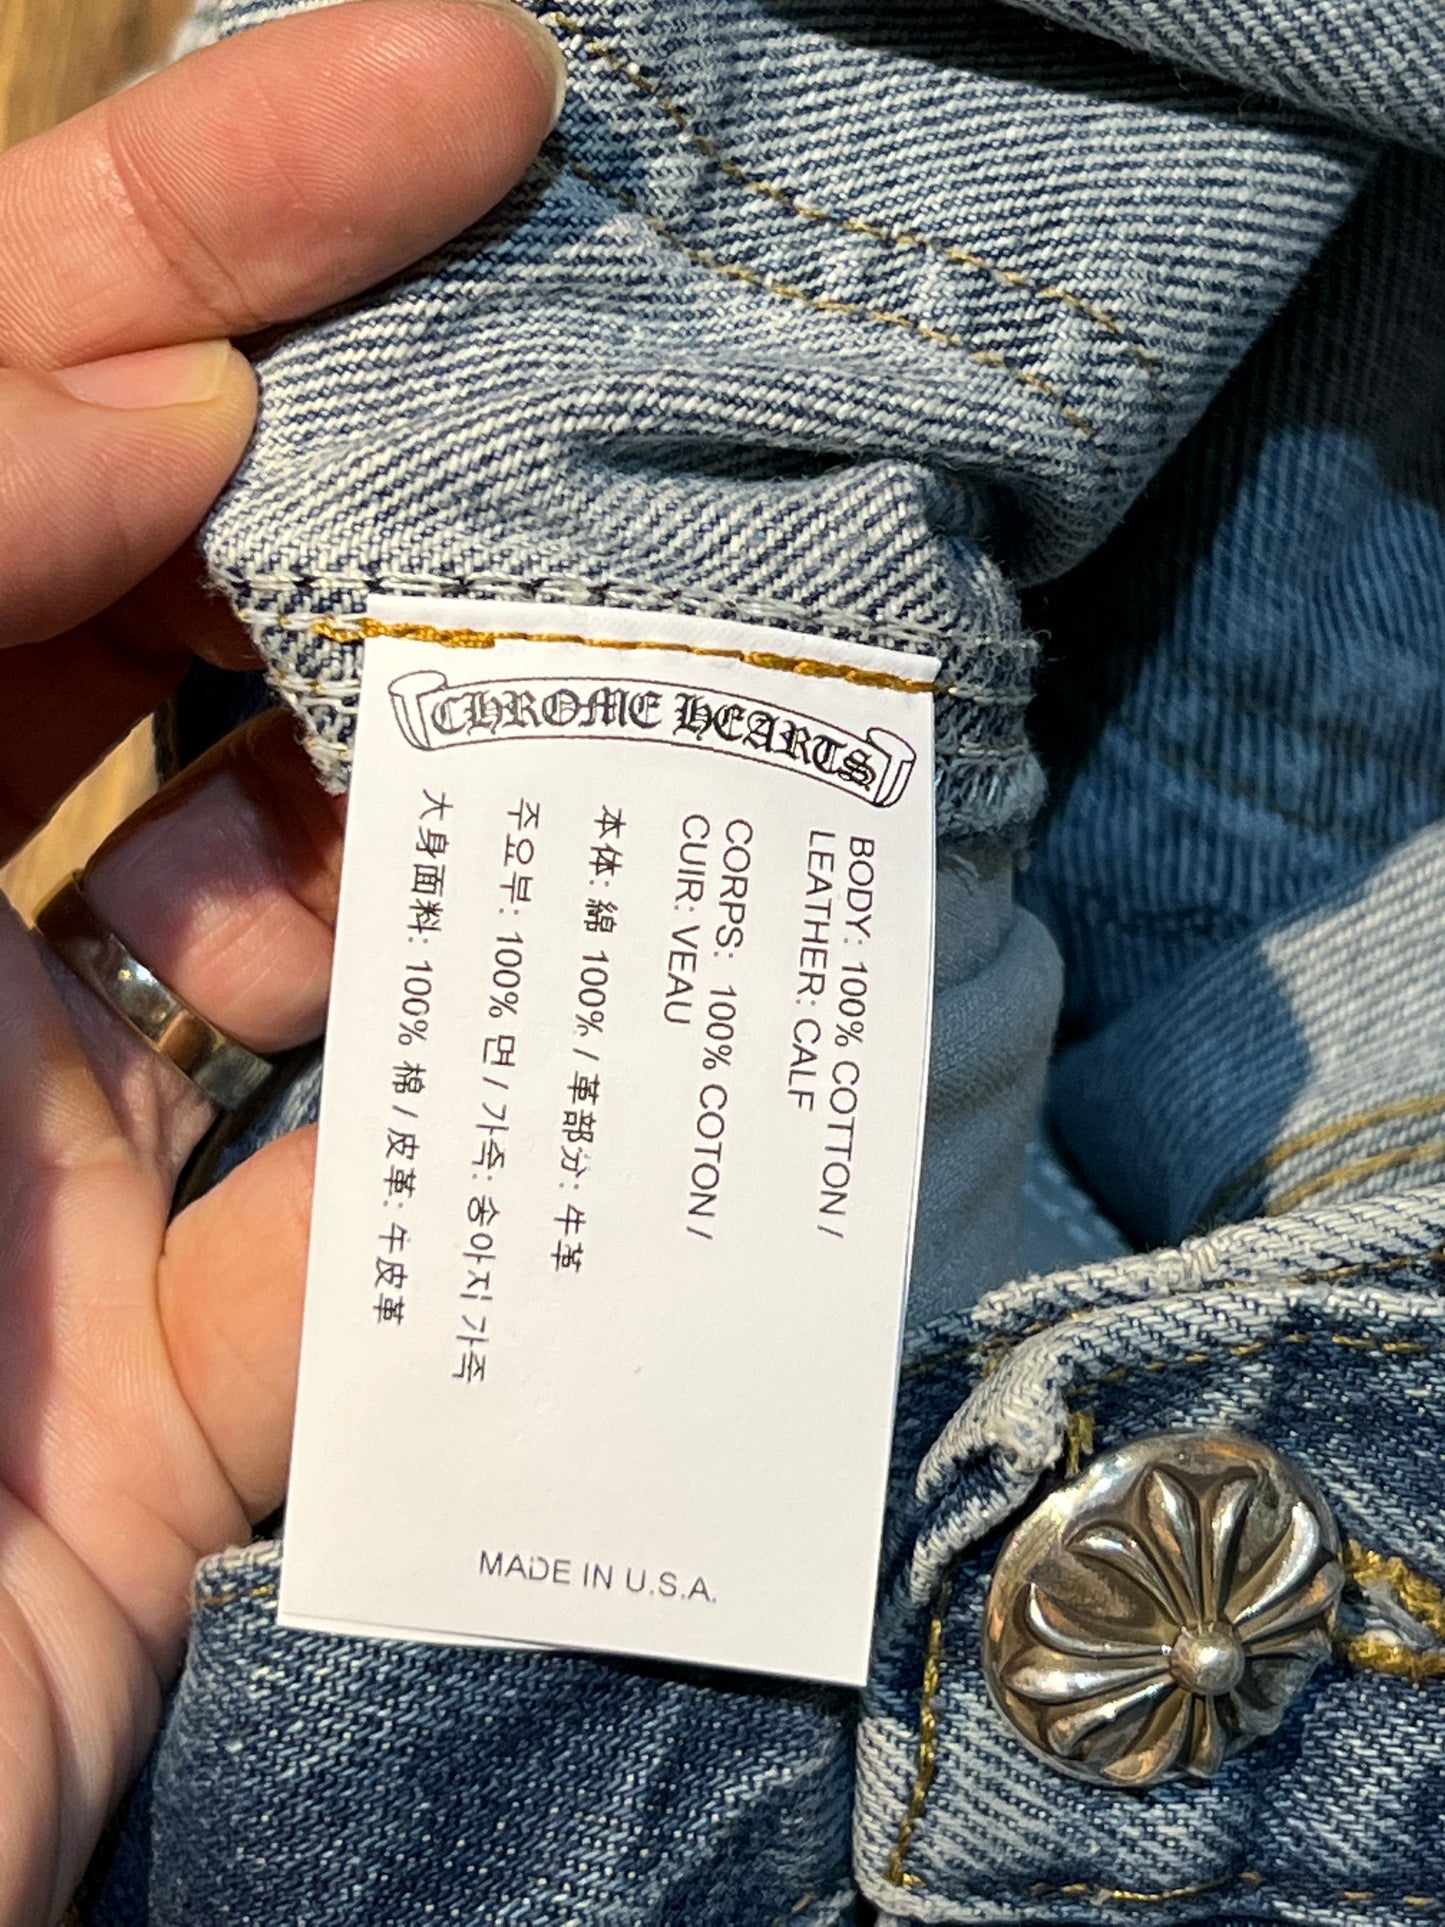 CHROME HEARTS
BODY: 100% COTTON /
LEATHER: CALF
CORPS: 100% COTON /
CUIR: VEAU
本体: 綿 100% / 革部分: 牛革
주요부: 100% 면 / 가죽: 송아지 가죽
大身面料: 100% 棉 / 皮革: 牛皮革
MADE IN U.S.A.